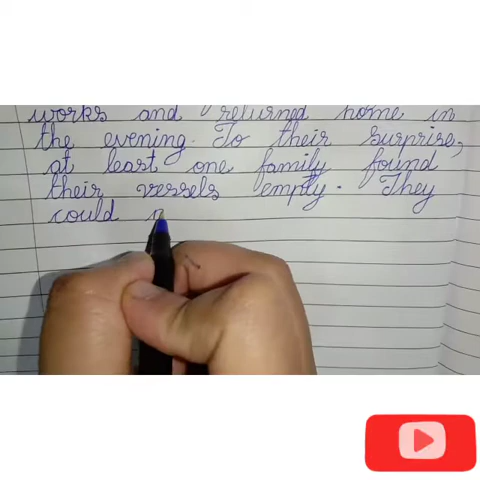 works and returned home in
the evening. To their surprise,
at least one family found
their vessels empty. They
could n